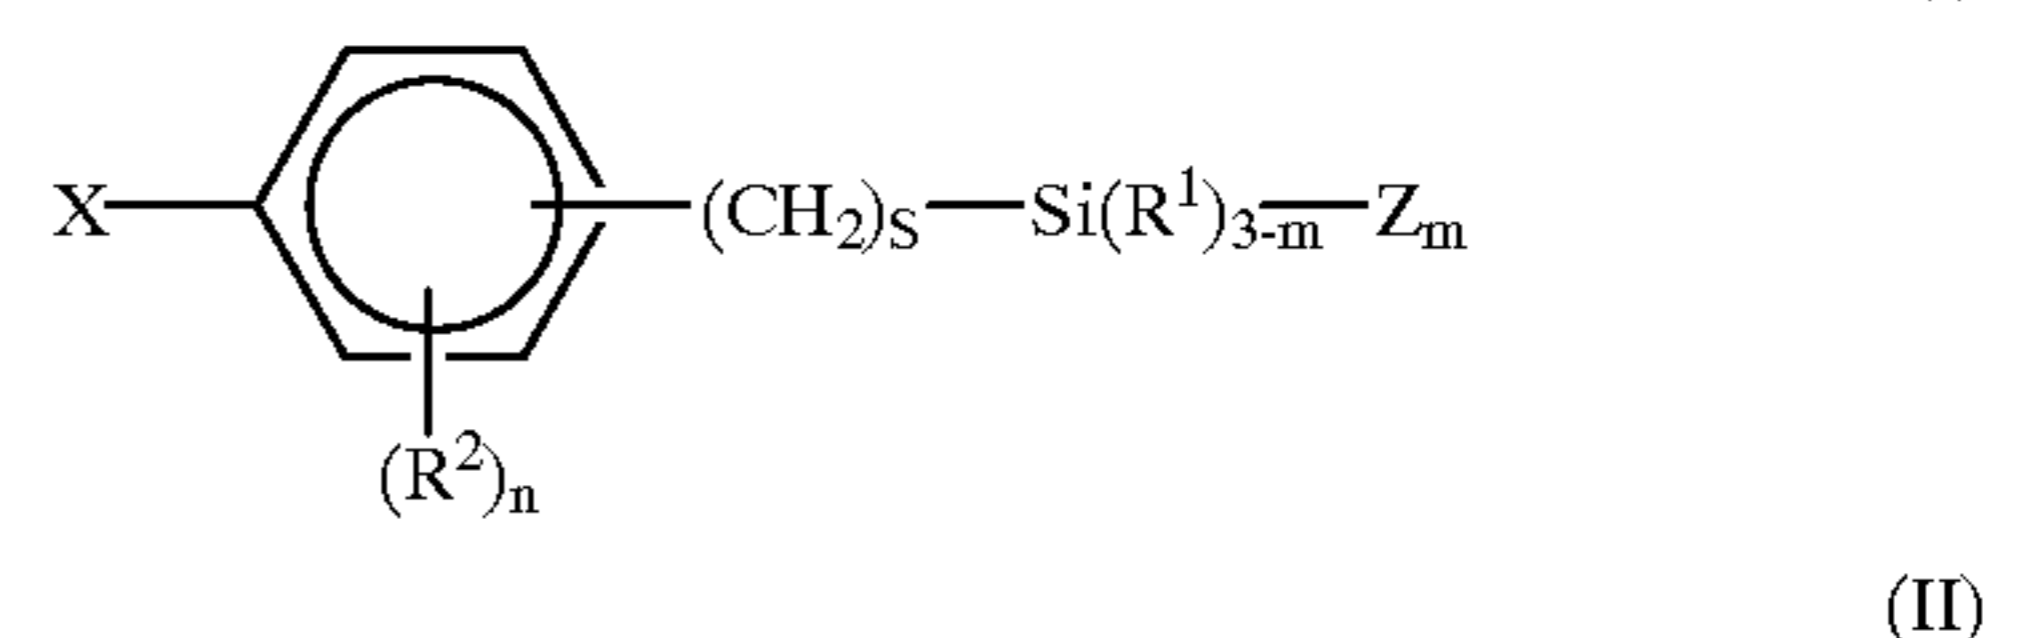 X (CH₂)S Si(R¹)₃₋ₘ Zₘ
(R²)ₙ
(II)